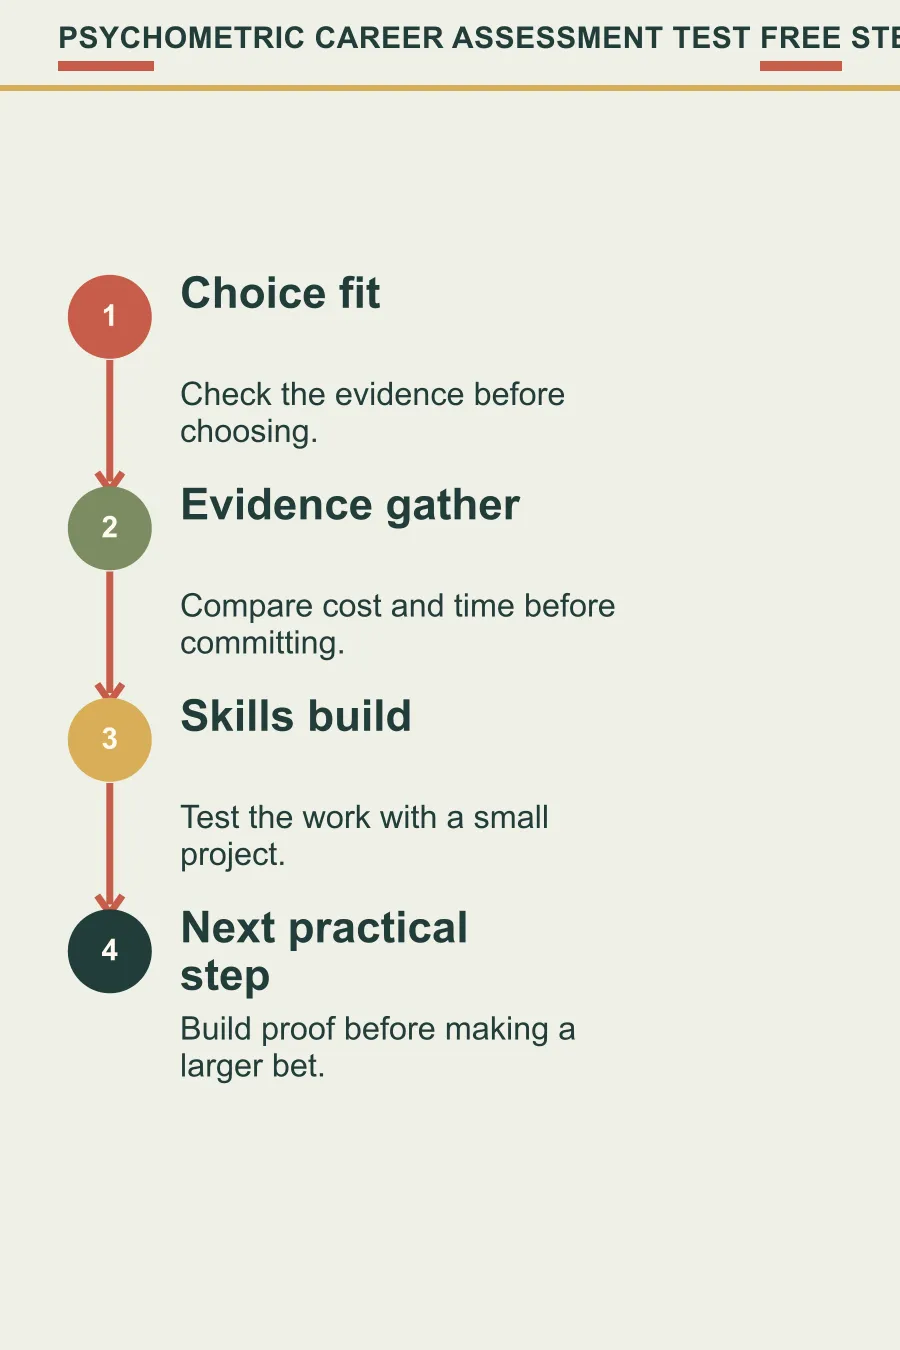 PSYCHOMETRIC CAREER ASSESSMENT TEST FREE
1
Choice fit
Check the evidence before
choosing.
2
Evidence gather
Compare cost and time before
committing.
3
Skills build
Test the work with a small
project.
4
Next practical
step
Build proof before making a
larger bet.